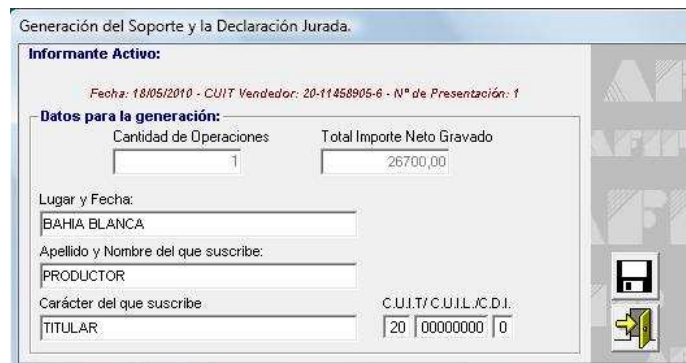 Generación del Soporte y la Declaración Jurada.
Informante Activo:
Fecha: 18/05/2010 - CUIT Vendedor: 20-11458905-6 - Nº de Presentación: 1
Datos para la generación:
Cantidad de Operaciones Total Importe Neto Gravado
1 26700,00
Lugar y Fecha:
BAHIA BLANCA
Apellido y Nombre del que suscribe:
PRODUCTOR
Carácter del que suscribe C.U.I.T/ C.U.I.L./C.D.I.
TITULAR 20 00000000 0